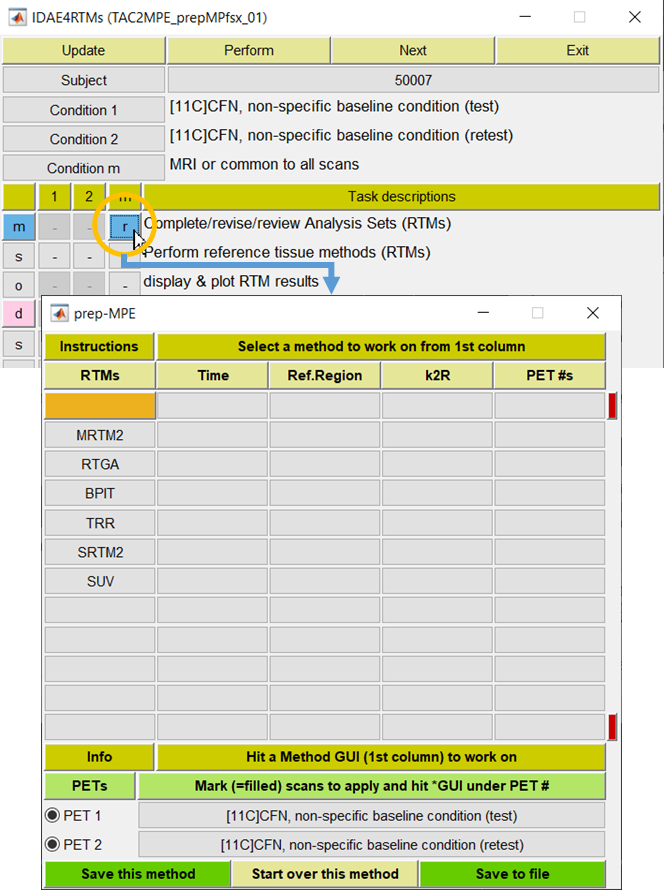 IDAE4RTMs (TAC2MPE_prepMPfsx_01)
Update Perform Next Exit
Subject 50007
Condition 1 [11C]CFN, non-specific baseline condition (test)
Condition 2 [11C]CFN, non-specific baseline condition (retest)
Condition m MRI or common to all scans
1 2 m Task descriptions
m - - r Complete/revise/review Analysis Sets (RTMs)
s - - Perform reference tissue methods (RTMs)
o - - - display & plot RTM results
d
s
prep-MPE
Instructions Select a method to work on from 1st column
RTMs Time Ref.Region k2R PET #s
MRTM2
RTGA
BPIT
TRR
SRTM2
SUV
Info Hit a Method GUI (1st column) to work on
PETs Mark (=filled) scans to apply and hit *GUI under PET #
PET 1 [11C]CFN, non-specific baseline condition (test)
PET 2 [11C]CFN, non-specific baseline condition (retest)
Save this method Start over this method Save to file